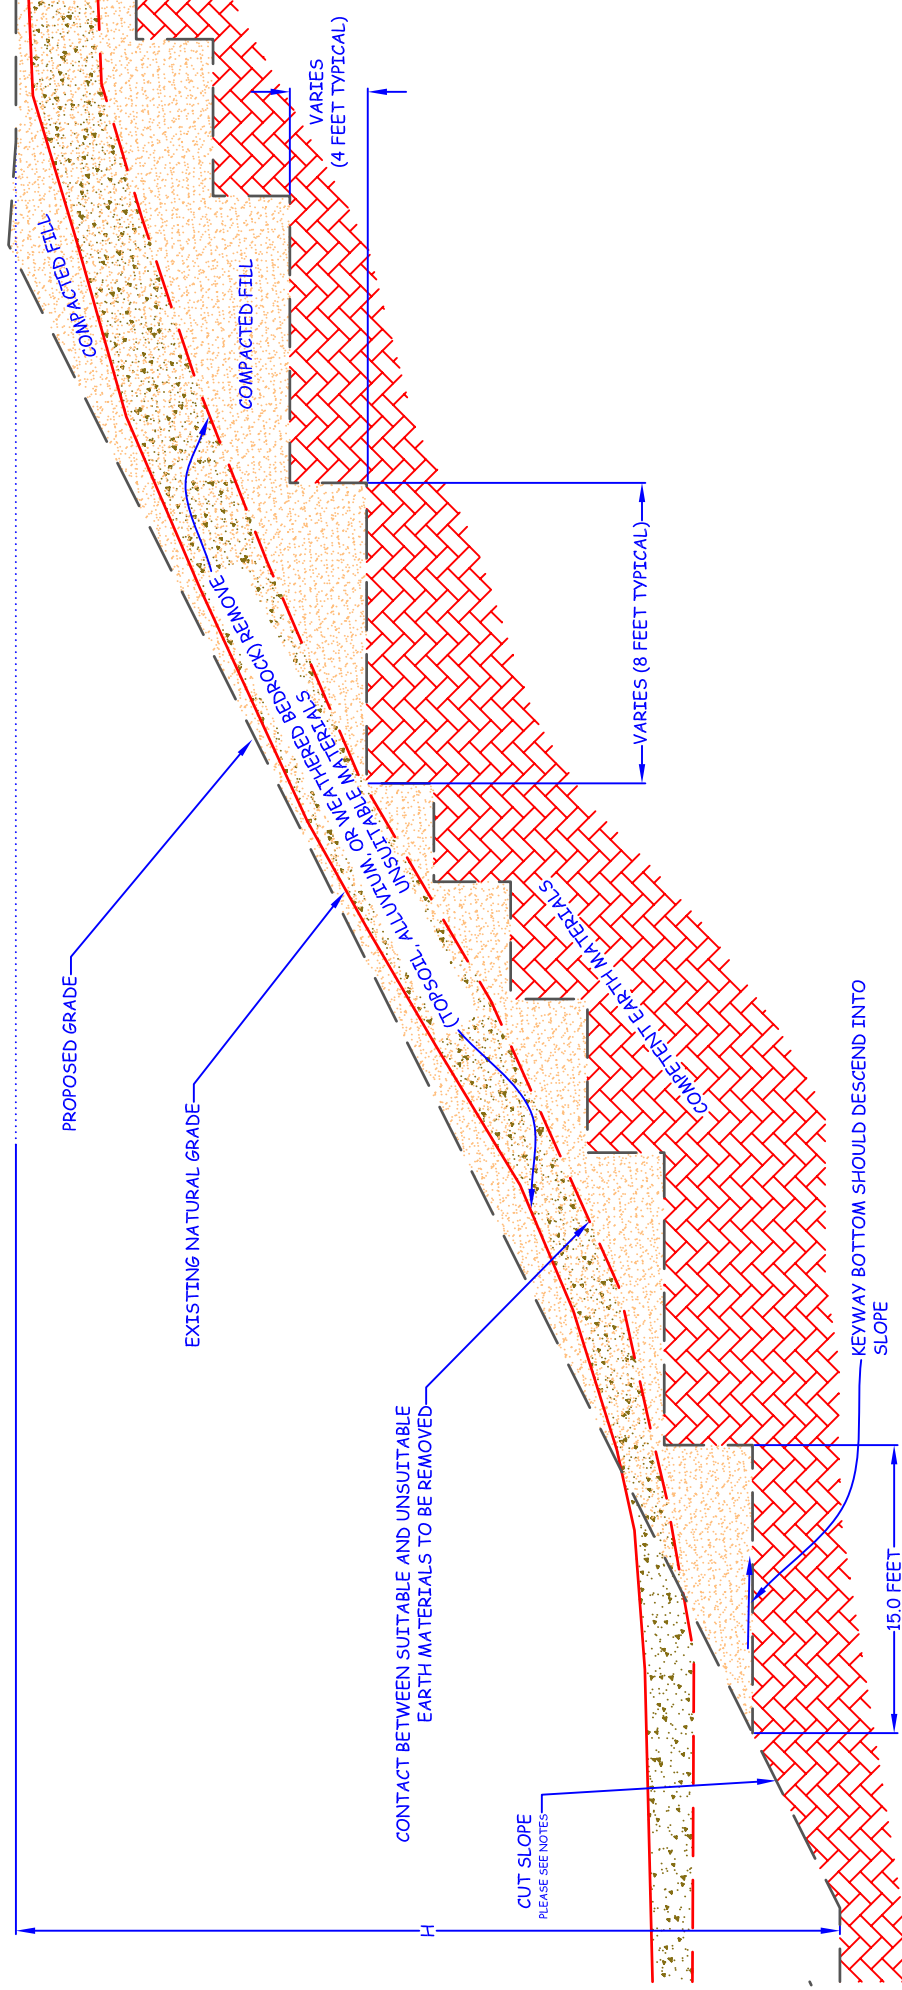 PROPOSED GRADE
EXISTING NATURAL GRADE
CONTACT BETWEEN SUITABLE AND UNSUITABLE
EARTH MATERIALS TO BE REMOVED
CUT SLOPE
PLEASE SEE NOTES
H
COMPACTED FILL
(TOPSOIL, ALLUVIUM, OR WEATHERED BEDROCK) REMOVE
UNSUITABLE MATERIALS
COMPACTED FILL
VARIES
(4 FEET TYPICAL)
VARIES (8 FEET TYPICAL)
COMPETENT EARTH MATERIALS
KEYWAY BOTTOM SHOULD DESCEND INTO
SLOPE
15.0 FEET